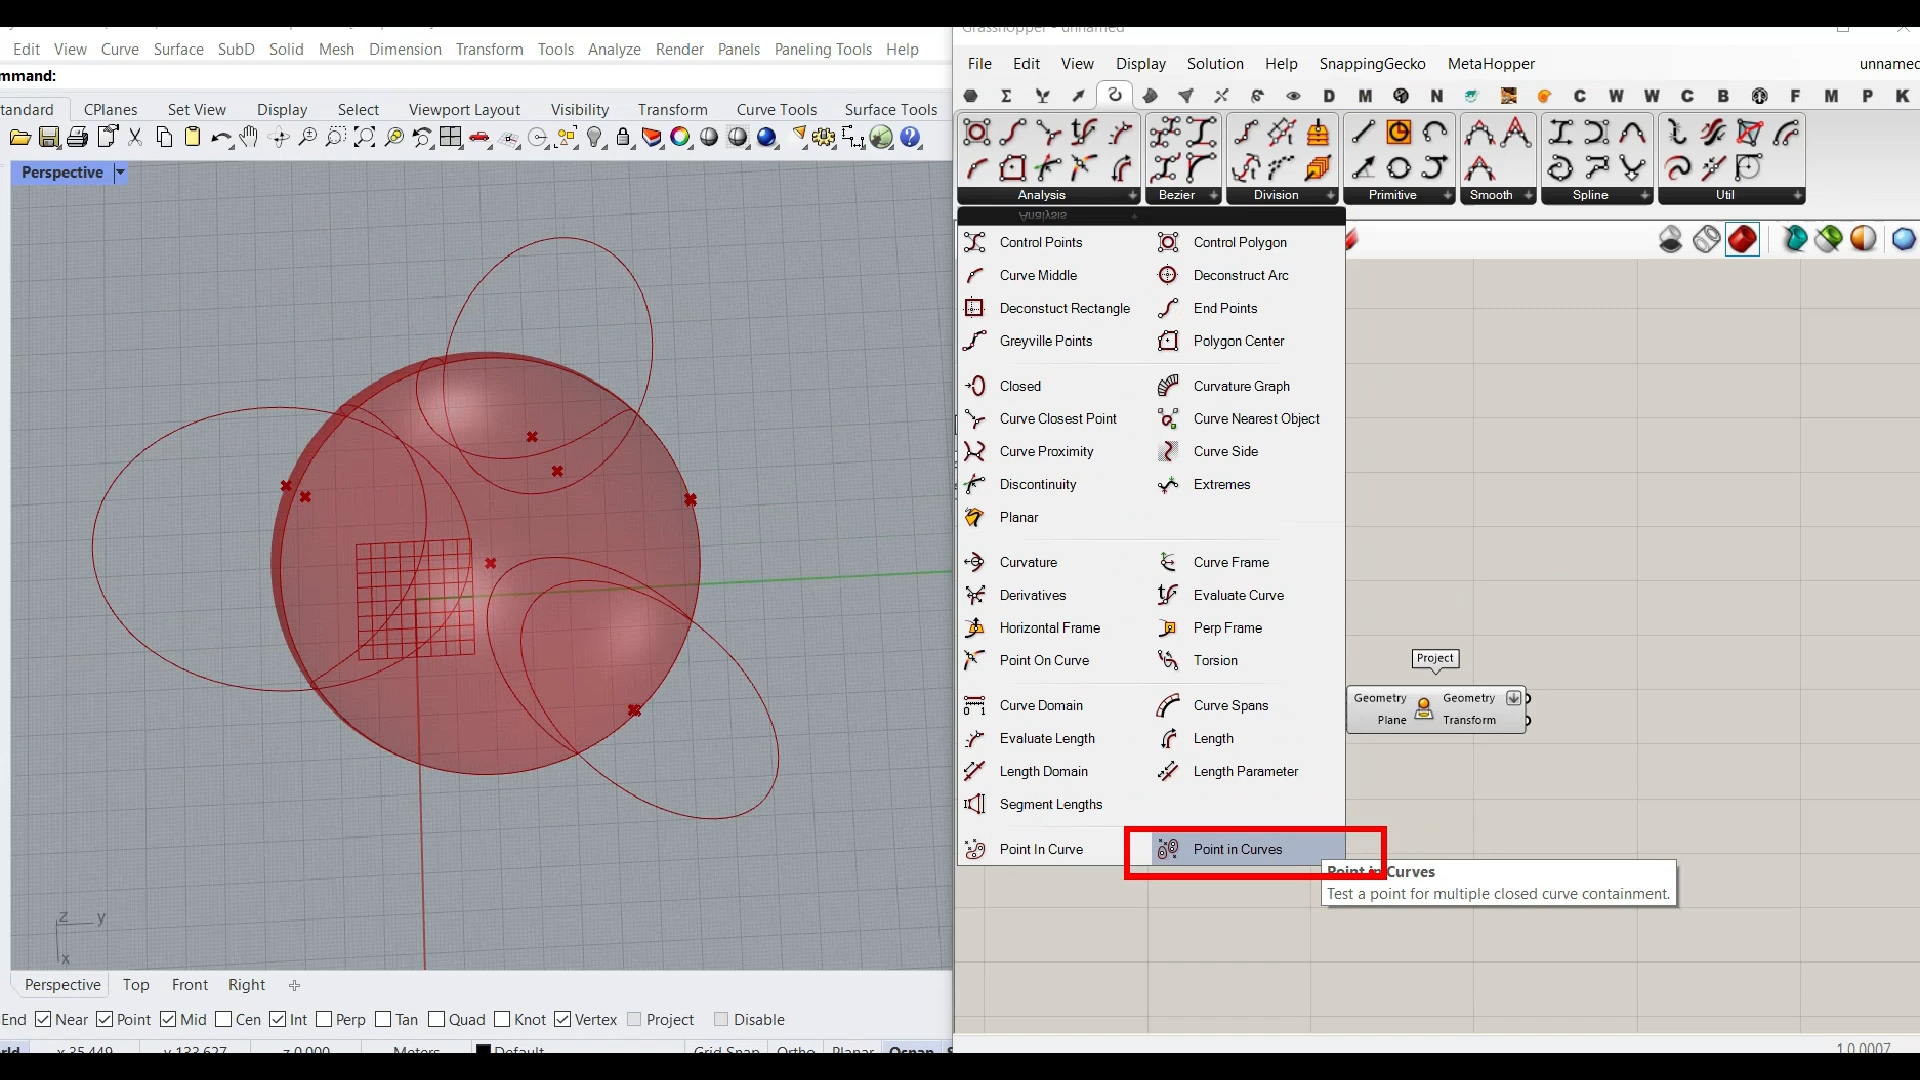 Grasshopper - unnamed
Edit View Curve Surface SubD Solid Mesh Dimension Transform Tools Analyze Render Panels Paneling Tools Help
mmand:
tandard CPlanes Set View Display Select Viewport Layout Visibility Transform Curve Tools Surface Tools
Perspective
z y
x
Perspective Top Front Right
End Near Point Mid Cen Int Perp Tan Quad Knot Vertex Project Disable
rld x 35.449 y 133.627 z 0.000 Meters Default Grid Snap Ortho Planar Osnap S
File Edit View Display Solution Help SnappingGecko MetaHopper unnamed
D M N C W W C B F M P K
Analysis Bezier Division Primitive Smooth Spline Util
Analysis
Control Points Control Polygon
Curve Middle Deconstruct Arc
Deconstuct Rectangle End Points
Greyville Points Polygon Center
Closed Curvature Graph
Curve Closest Point Curve Nearest Object
Curve Proximity Curve Side
Discontinuity Extremes
Planar
Curvature Curve Frame
Derivatives Evaluate Curve
Horizontal Frame Perp Frame
Point On Curve Torsion
Curve Domain Curve Spans
Evaluate Length Length
Length Domain Length Parameter
Segment Lengths
Point In Curve Point in Curves
Point in Curves
Test a point for multiple closed curve containment.
Project
Geometry Geometry
Plane Transform
1.0.0007